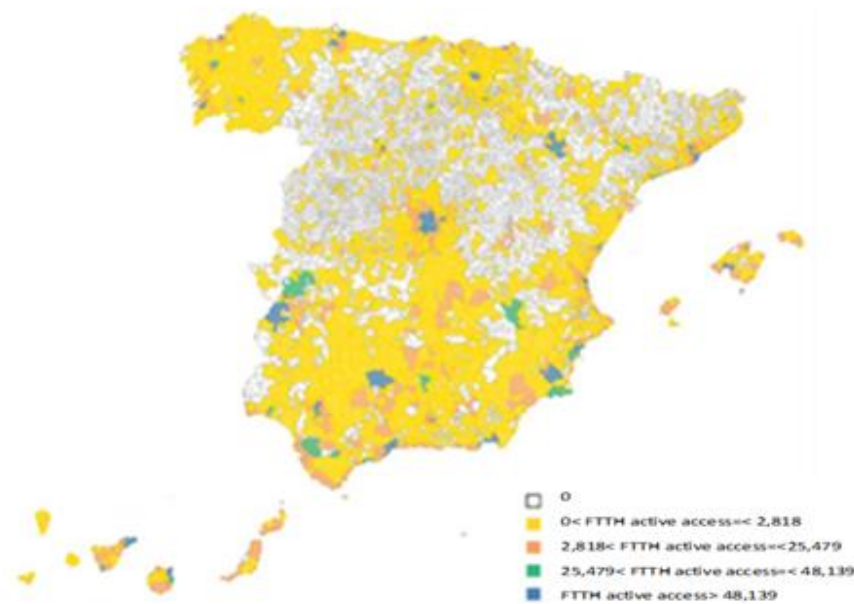 0
0< FTTH active access=< 2,818
2,818< FTTH active access=<25,479
25,479< FTTH active access=< 48,139
FTTH active access> 48,139